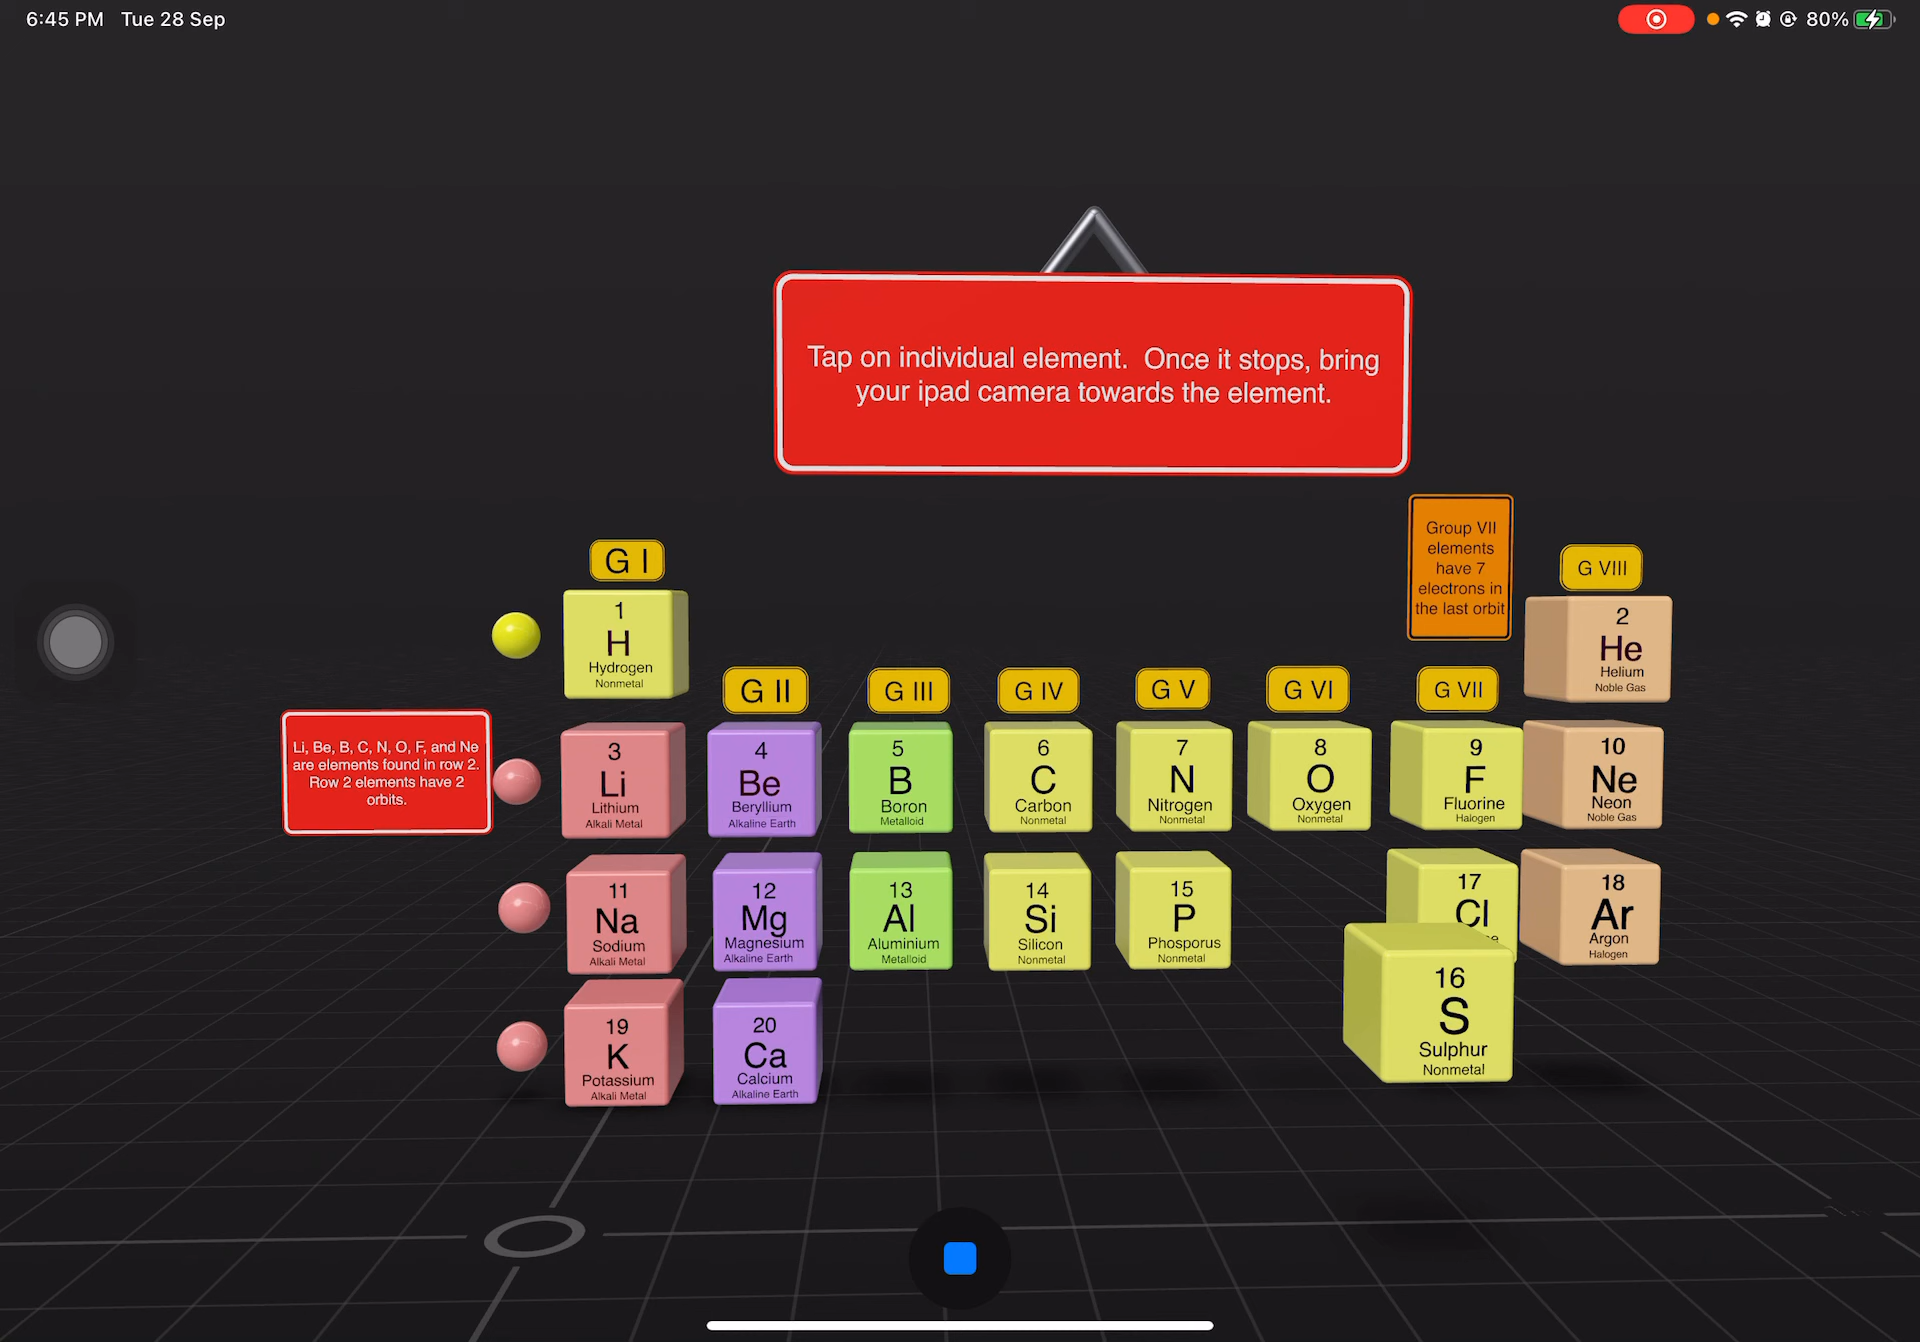 6:45 PM Tue 28 Sep
80%
Tap on individual element. Once it stops, bring
your ipad camera towards the element.
Group VII
elements
have 7
electrons in
the last orbit
G I
G VIII
1
H
Hydrogen
Nonmetal
2
He
Helium
Noble Gas
G II
G III
G IV
G V
G VI
G VII
Li, Be, B, C, N, O, F, and Ne
are elements found in row 2.
Row 2 elements have 2
orbits.
3
Li
Lithium
Alkali Metal
4
Be
Beryllium
Alkaline Earth
5
B
Boron
Metalloid
6
C
Carbon
Nonmetal
7
N
Nitrogen
Nonmetal
8
O
Oxygen
Nonmetal
9
F
Fluorine
Halogen
10
Ne
Neon
Noble Gas
11
Na
Sodium
Alkali Metal
12
Mg
Magnesium
Alkaline Earth
13
Al
Aluminium
Metalloid
14
Si
Silicon
Nonmetal
15
P
Phosporus
Nonmetal
17
Cl
18
Ar
Argon
Halogen
16
S
Sulphur
Nonmetal
19
K
Potassium
Alkali Metal
20
Ca
Calcium
Alkaline Earth